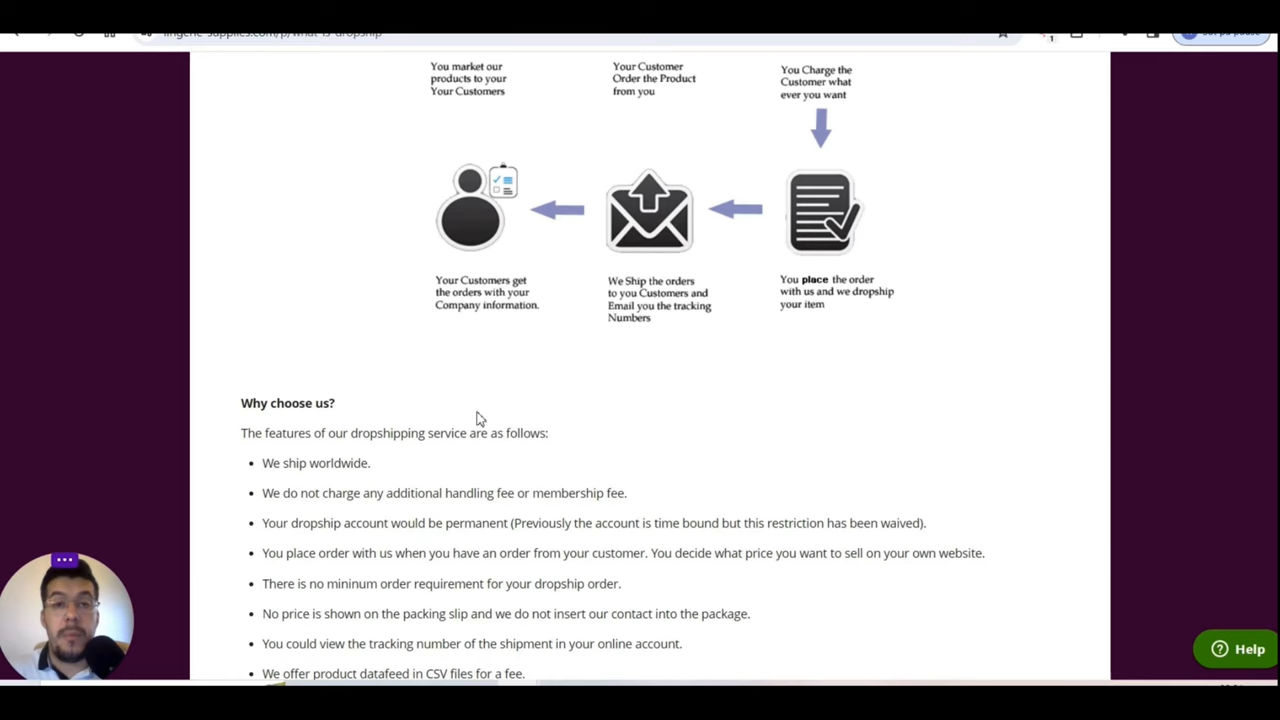 lingerie-supplies.com/p/what-is-dropship
1
You market our
products to your
Your Customers
Your Customer
Order the Product
from you
You Charge the
Customer what
ever you want
Your Customers get
the orders with your
Company information.
We Ship the orders
to you Customers and
Email you the tracking
Numbers
You place the order
with us and we dropship
your item
Why choose us?
The features of our dropshipping service are as follows:
• We ship worldwide.
• We do not charge any additional handling fee or membership fee.
• Your dropship account would be permanent (Previously the account is time bound but this restriction has been waived).
• You place order with us when you have an order from your customer. You decide what price you want to sell on your own website.
• There is no mininum order requirement for your dropship order.
• No price is shown on the packing slip and we do not insert our contact into the package.
• You could view the tracking number of the shipment in your online account.
• We offer product datafeed in CSV files for a fee.
Help